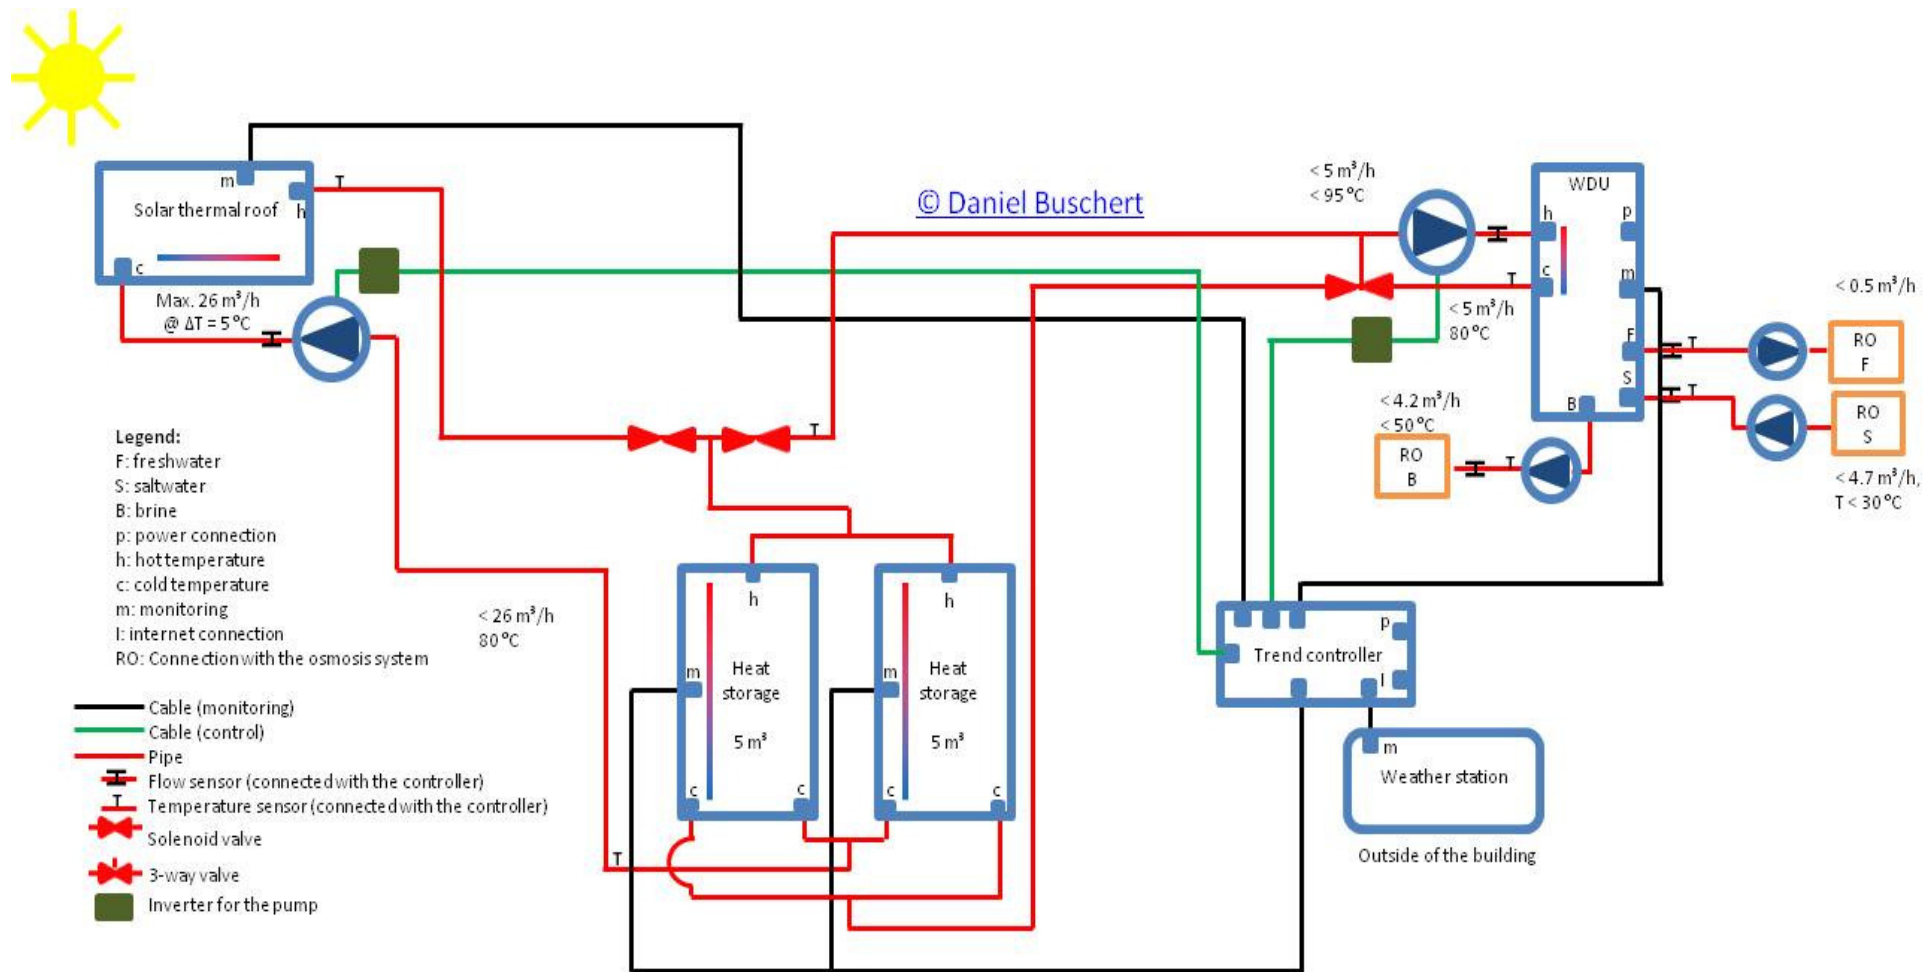 m
Solar thermal roof
h
c
T
Max. 26 m³/h
@ ΔT = 5°C
© Daniel Buschert
< 5 m³/h
< 95°C
WDU
h
p
c
m
F
S
B
T
< 5 m³/h
80°C
< 0.5 m³/h
T
RO
F
T
RO
S
< 4.7 m³/h,
T < 30°C
< 4.2 m³/h
< 50°C
RO
B
T
T
Legend:
F: freshwater
S: saltwater
B: brine
p: power connection
h: hot temperature
c: cold temperature
m: monitoring
I: internet connection
RO: Connection with the osmosis system
Cable (monitoring)
Cable (control)
Pipe
Flow sensor (connected with the controller)
T
Temperature sensor (connected with the controller)
Solenoid valve
3-way valve
Inverter for the pump
< 26 m³/h
80°C
h
m
Heat
storage
5 m³
c
c
h
m
Heat
storage
5 m³
c
c
T
p
Trend controller
I
m
Weather station
Outside of the building